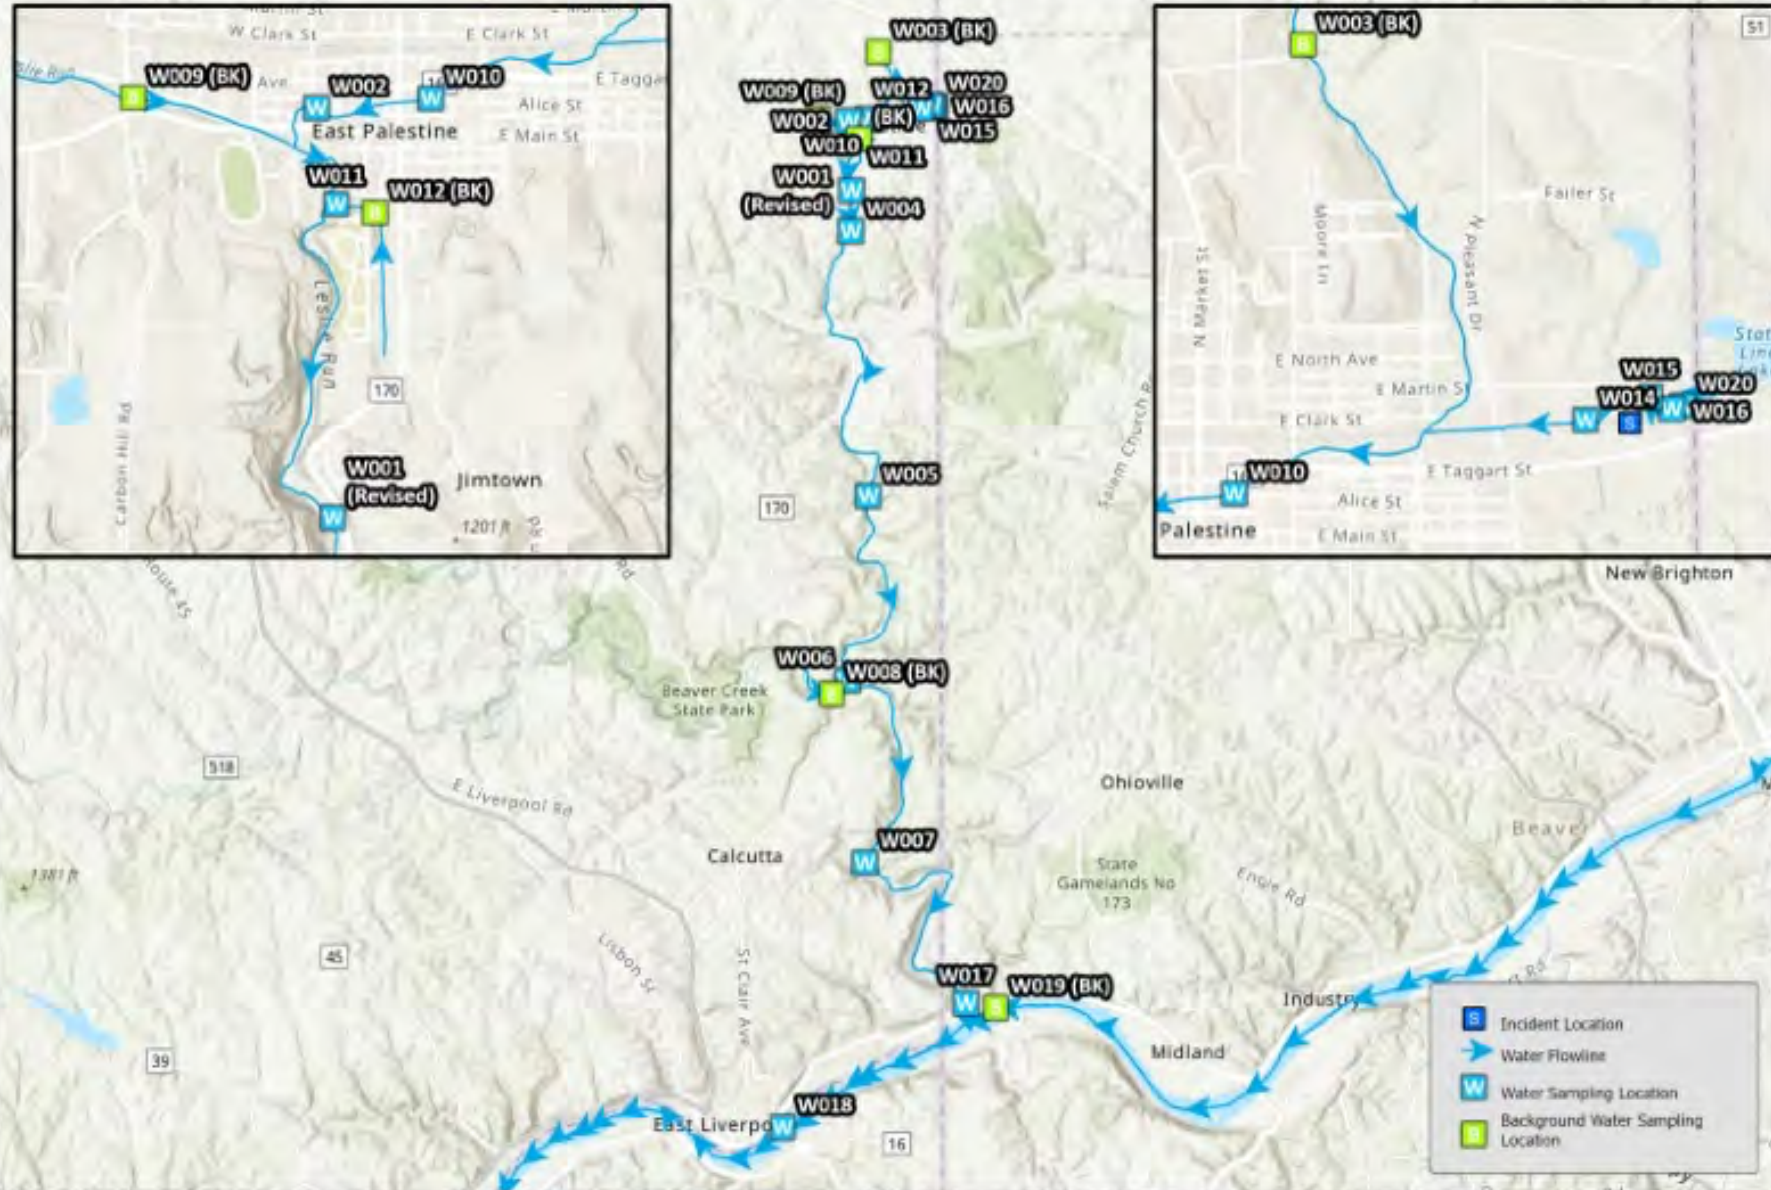 W Clark St
E Clark St
W009 (BK)
Ave
W002
W010
Alice St
East Palestine
E Main St
W011
W012 (BK)
Leslie Run
170
Carbon Hill Rd
W001
(Revised)
Jimtown
1201 ft
W003 (BK)
W009 (BK)
W012
W020
W002
(BK)
W016
W015
W010
W011
W001
(Revised)
W004
W005
170
W006
W008 (BK)
Beaver Creek
State Park
W007
W017
W019 (BK)
W018
W003 (BK)
51
Failer St
Moore Ln
N Pleasant Dr
N Market St
E North Ave
E Martin St
E Clark St
W015
W020
W014
W016
W010
E Taggart St
Alice St
Palestine
E Main St
New Brighton
Route 45
Rd
518
E Liverpool Rd
Calcutta
Ohioville
State
Gamelands No
173
Engle Rd
1381 ft
45
Lisbon St
St Clair Ave
39
Midland
Industry
16
Incident Location
Water Flowline
Water Sampling Location
Background Water Sampling
Location